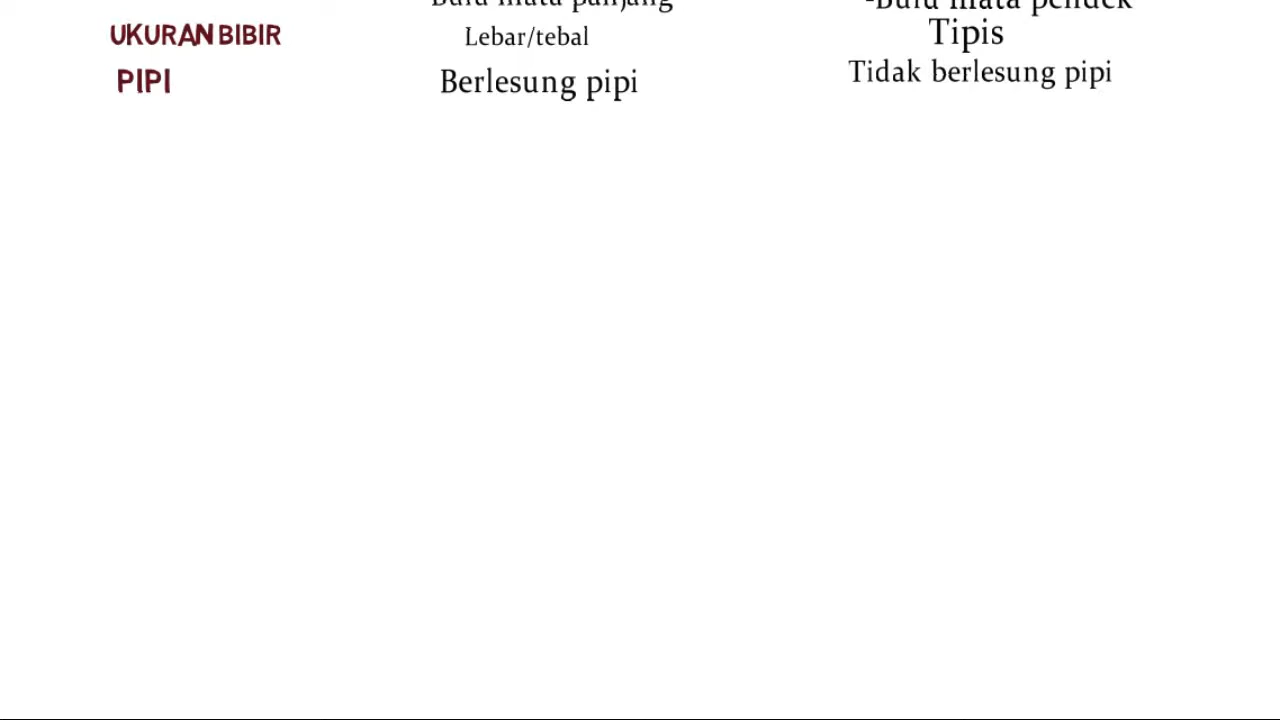 Bulu mata panjang -Bulu mata pendek
UKURAN BIBIR Lebar/tebal Tipis
PIPI Berlesung pipi Tidak berlesung pipi